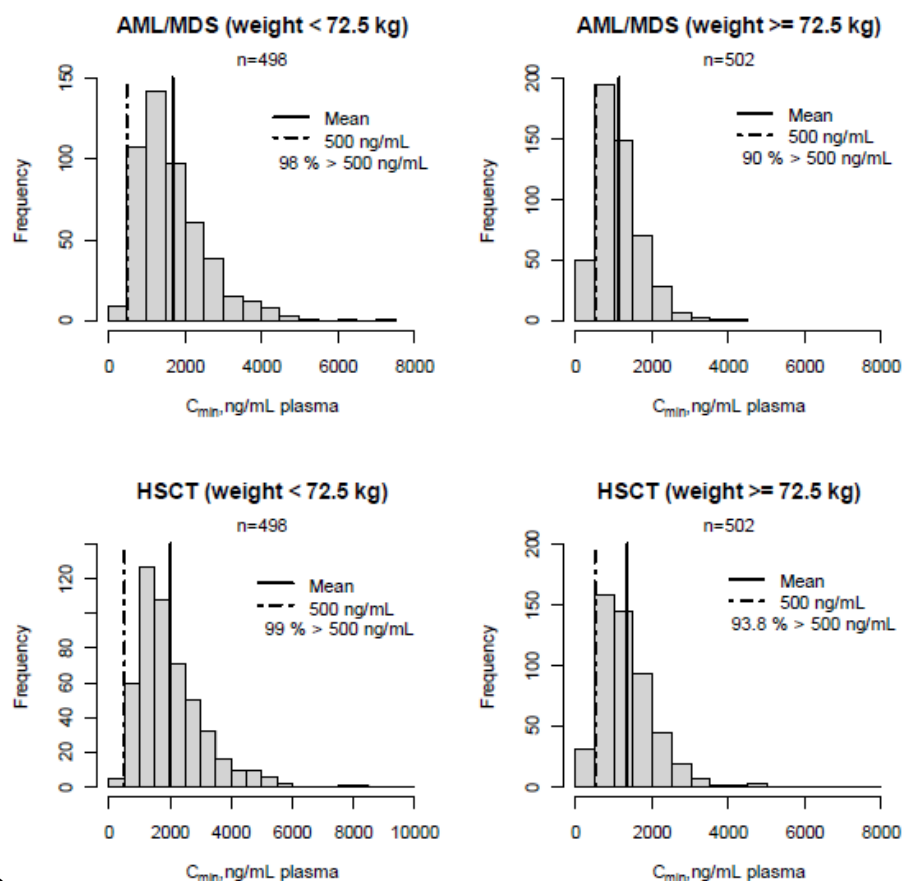 AML/MDS (weight < 72.5 kg)
n=498
Mean
500 ng/mL
98 % > 500 ng/mL
Frequency
150
100
50
0
0 2000 4000 6000 8000
Cmin,ng/mL plasma
AML/MDS (weight >= 72.5 kg)
n=502
Mean
500 ng/mL
90 % > 500 ng/mL
Frequency
200
150
100
50
0
0 2000 4000 6000 8000
Cmin,ng/mL plasma
HSCT (weight < 72.5 kg)
n=498
Mean
500 ng/mL
99 % > 500 ng/mL
Frequency
120
80
60
40
20
0
0 2000 4000 6000 8000 10000
Cmin,ng/mL plasma
HSCT (weight >= 72.5 kg)
n=502
Mean
500 ng/mL
93.8 % > 500 ng/mL
Frequency
200
150
100
50
0
0 2000 4000 6000 8000
Cmin,ng/mL plasma